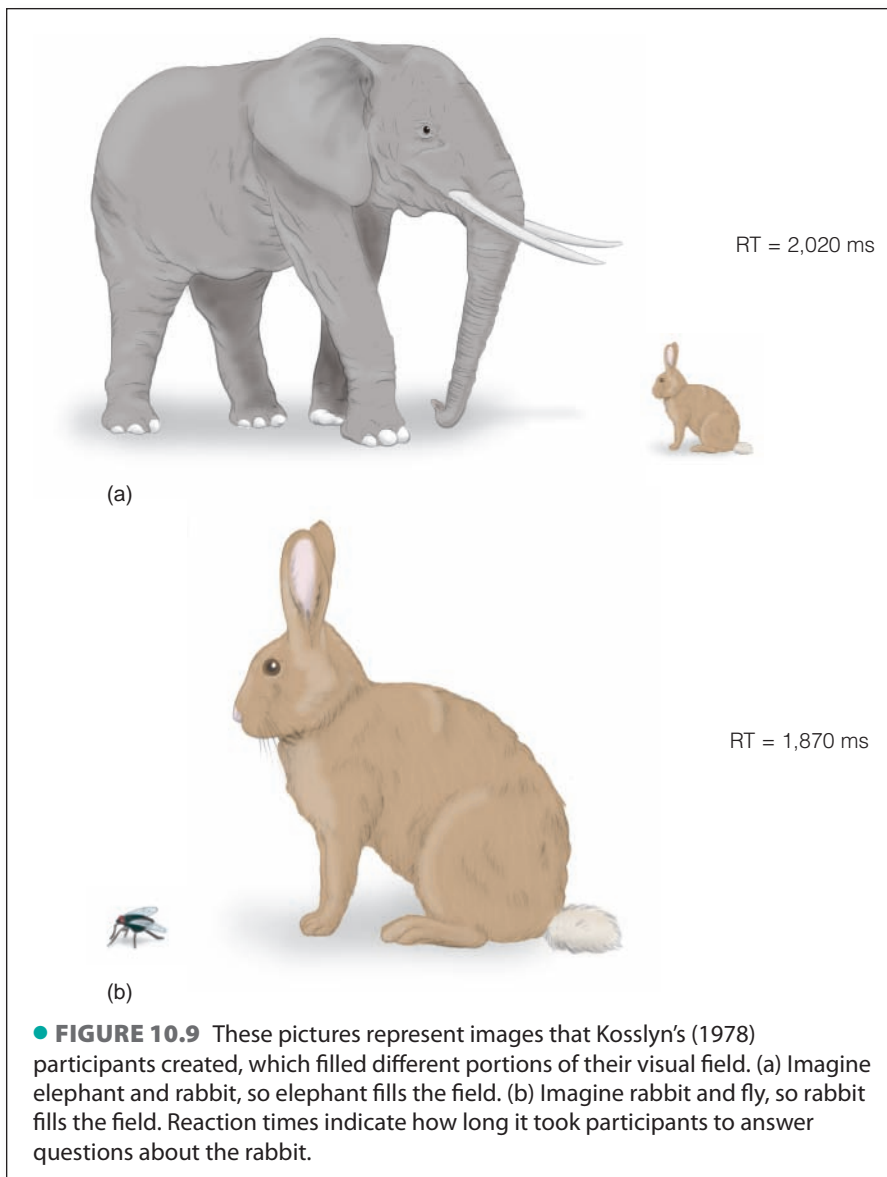 RT = 2,020 ms
(a)
RT = 1,870 ms
(b)
● FIGURE 10.9 These pictures represent images that Kosslyn’s (1978)
participants created, which filled different portions of their visual field. (a) Imagine
elephant and rabbit, so elephant fills the field. (b) Imagine rabbit and fly, so rabbit
fills the field. Reaction times indicate how long it took participants to answer
questions about the rabbit.